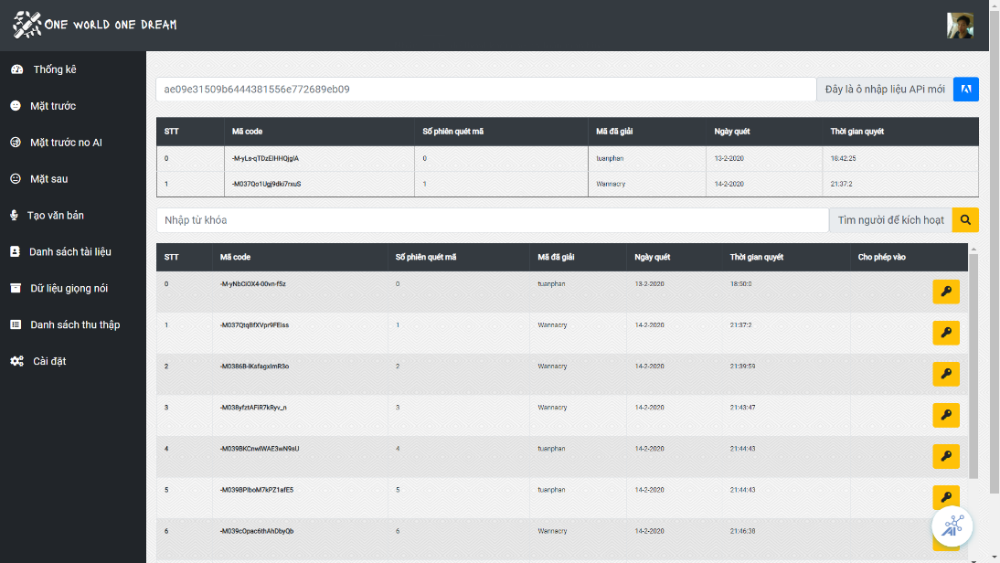 One world one dream
Thống kê
Mặt trước
Mặt trước no AI
Mặt sau
Tạo văn bản
Danh sách tài liệu
Dữ liệu giọng nói
Danh sách thu thập
Cài đặt
ae09e31509b6444381556e772689eb09 Đây là ô nhập liệu APi mới
STT Mã code Số phiên quét mã Mã đã giải Ngày quét Thời gian quyét
0 -M-yLs-qTDzEIHHQjglA 0 tuanphan 13-2-2020 18:42:25
1 -M037Qo1Ugj9dki7rxuS 1 Wannacry 14-2-2020 21:37:2
Nhập từ khóa Tìm người để kích hoạt
STT Mã code Số phiên quét mã Mã đã giải Ngày quét Thời gian quyét Cho phép vào
0 -M-yNbCiOX4-00vn-fSz 0 tuanphan 13-2-2020 18:50:0
1 -M037QtqBfXVpr9FEiss 1 Wannacry 14-2-2020 21:37:2
2 -M0386B-lKsfagxImR3o 2 Wannacry 14-2-2020 21:39:59
3 -M038yfztAFiR7kRyv_n 3 Wannacry 14-2-2020 21:43:47
4 -M039BKCnwIWAE3wN9sU 4 tuanphan 14-2-2020 21:44:43
5 -M039BPlboM7kPZ1afE5 5 tuanphan 14-2-2020 21:44:43
6 -M039cOpac6thAhDbyQb 6 Wannacry 14-2-2020 21:46:38
AI